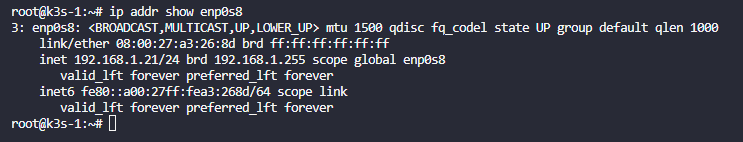 root@k3s-1:~# ip addr show enp0s8
3: enp0s8: <BROADCAST,MULTICAST,UP,LOWER_UP> mtu 1500 qdisc fq_codel state UP group default qlen 1000
    link/ether 08:00:27:a3:26:8d brd ff:ff:ff:ff:ff:ff
    inet 192.168.1.21/24 brd 192.168.1.255 scope global enp0s8
       valid_lft forever preferred_lft forever
    inet6 fe80::a00:27ff:fea3:268d/64 scope link
       valid_lft forever preferred_lft forever
root@k3s-1:~#